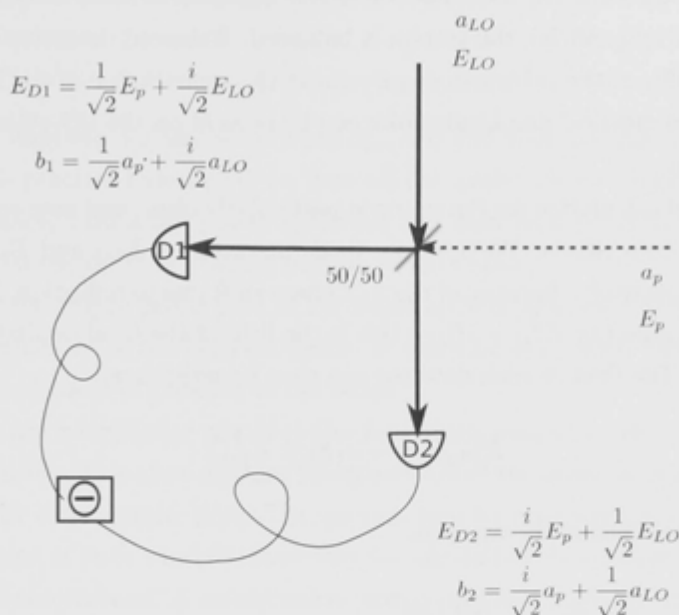 a_{LO}
E_{LO}
E_{D1} = \frac{1}{\sqrt{2}} E_p + \frac{i}{\sqrt{2}} E_{LO}
b_1 = \frac{1}{\sqrt{2}} a_p + \frac{i}{\sqrt{2}} a_{LO}
D1
50/50
a_p
E_p
D2
E_{D2} = \frac{i}{\sqrt{2}} E_p + \frac{1}{\sqrt{2}} E_{LO}
b_2 = \frac{i}{\sqrt{2}} a_p + \frac{1}{\sqrt{2}} a_{LO}